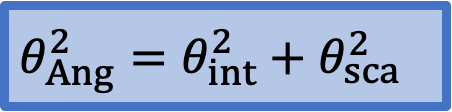 θ²_Ang = θ²_int + θ²_sca